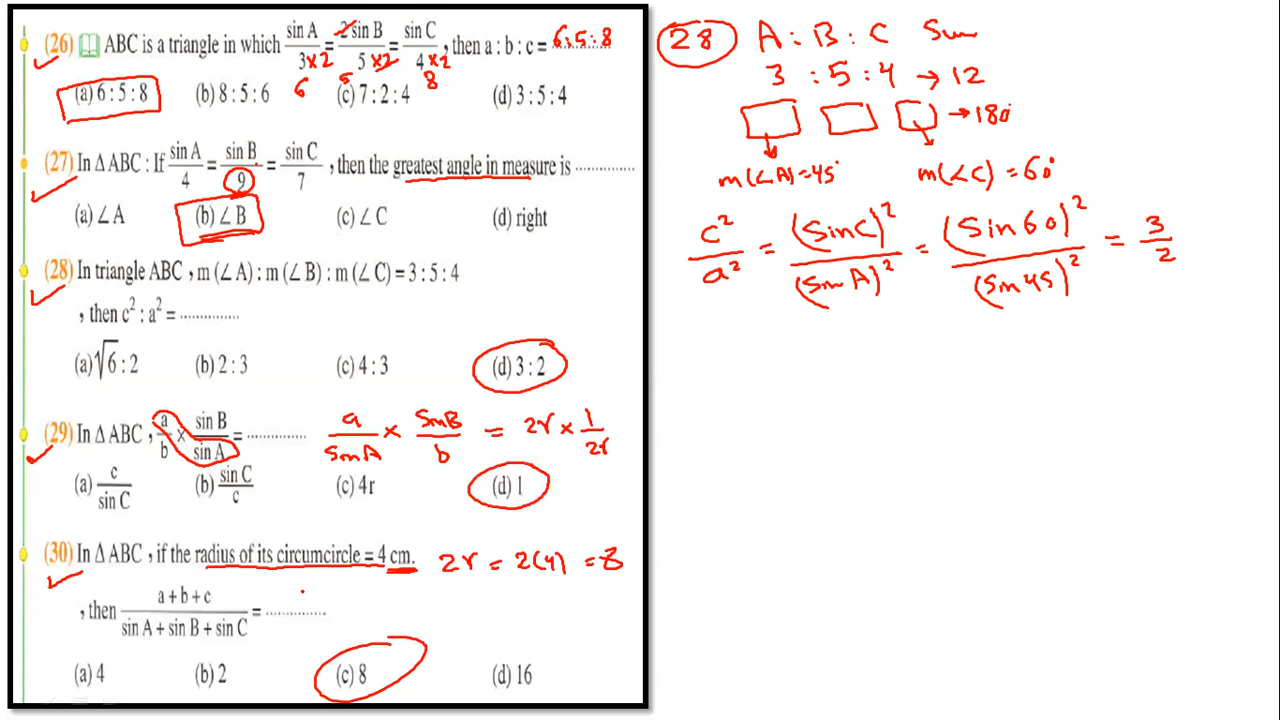 (26) ABC is a triangle in which sin A / 3 = 2 sin B / 5 = sin C / 4 , then a : b : c = 6:5:8
×2 ×2 ×2
6 5 8
(a) 6 : 5 : 8 (b) 8 : 5 : 6 (c) 7 : 2 : 4 (d) 3 : 5 : 4
(27) In Δ ABC : If sin A / 4 = sin B / 9 = sin C / 7 , then the greatest angle in measure is ............
(a) ∠ A (b) ∠ B (c) ∠ C (d) right
(28) In triangle ABC , m (∠ A) : m (∠ B) : m (∠ C) = 3 : 5 : 4
, then c² : a² = ............
(a) √6 : 2 (b) 2 : 3 (c) 4 : 3 (d) 3 : 2
(29) In Δ ABC , a / b × sin B / sin A = ............ a / sin A × sin B / b = 2r × 1 / 2r
(a) c / sin C (b) sin C / c (c) 4r (d) 1
(30) In Δ ABC , if the radius of its circumcircle = 4 cm. 2r = 2(4) = 8
, then a + b + c / sin A + sin B + sin C = ............
(a) 4 (b) 2 (c) 8 (d) 16
28 A : B : C Sum
3 : 5 : 4 → 12
→ 180°
m(∠A) = 45° m(∠C) = 60°
c² / a² = (sin C)² / (sin A)² = (sin 60)² / (sin 45)² = 3 / 2